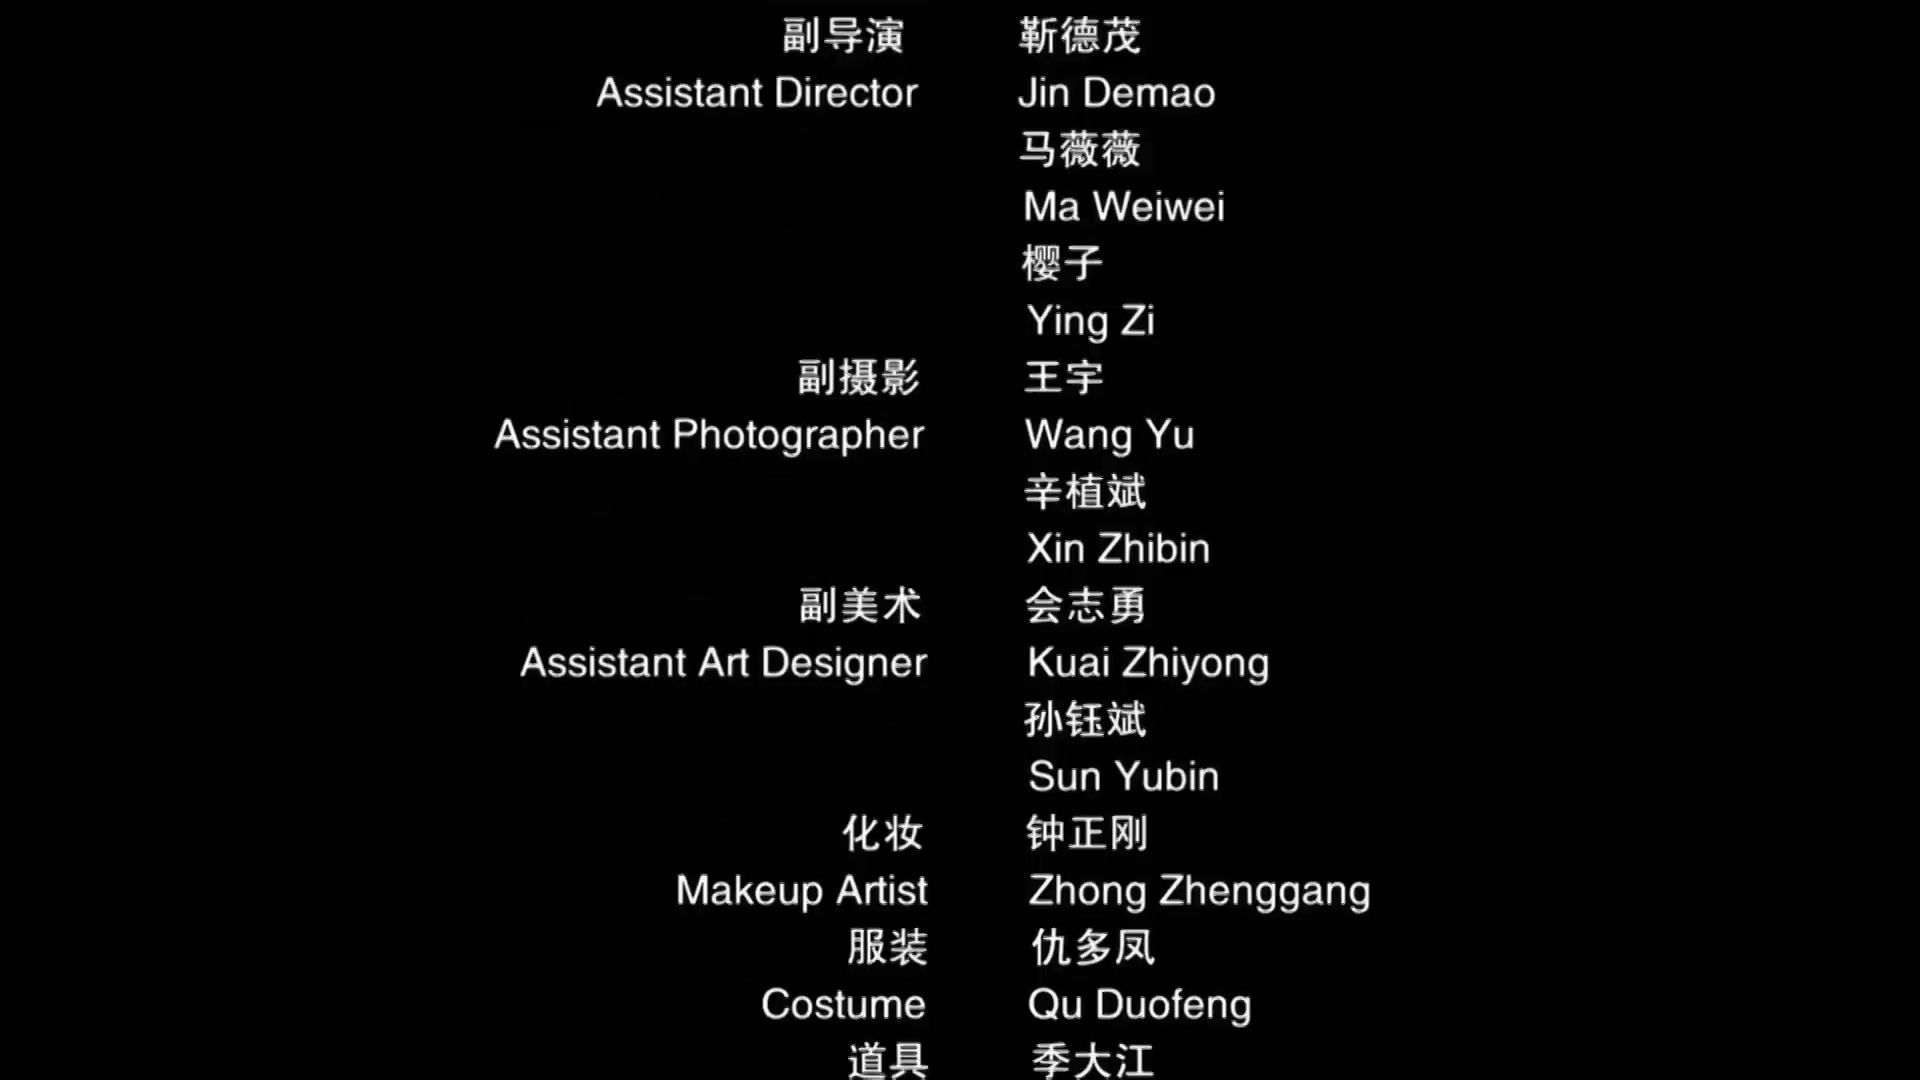 副导演 靳德茂
Assistant Director Jin Demao
马薇薇
Ma Weiwei
樱子
Ying Zi
副摄影 王宇
Assistant Photographer Wang Yu
辛植斌
Xin Zhibin
副美术 会志勇
Assistant Art Designer Kuai Zhiyong
孙钰斌
Sun Yubin
化妆 钟正刚
Makeup Artist Zhong Zhenggang
服装 仇多凤
Costume Qu Duofeng
道具 季大江